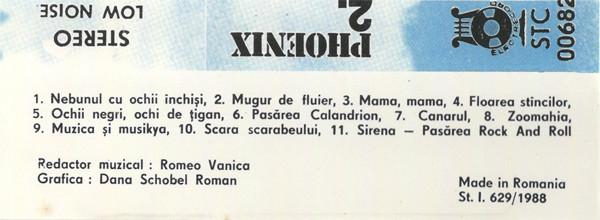 STEREO
LOW NOISE
PHOENIX
2.
ELECTRECORD
STC
00682
1. Nebunul cu ochii închiși, 2. Mugur de fluier, 3. Mama, mama, 4. Floarea stîncilor,
5. Ochii negri, ochi de țigan, 6. Pasărea Calandrion, 7. Canarul, 8. Zoomahia,
9. Muzica și musikya, 10. Scara scarabeului, 11. Sirena — Pasărea Rock And Roll
Redactor muzical : Romeo Vanica
Grafica : Dana Schobel Roman
Made in Romania
St. I. 629/1988